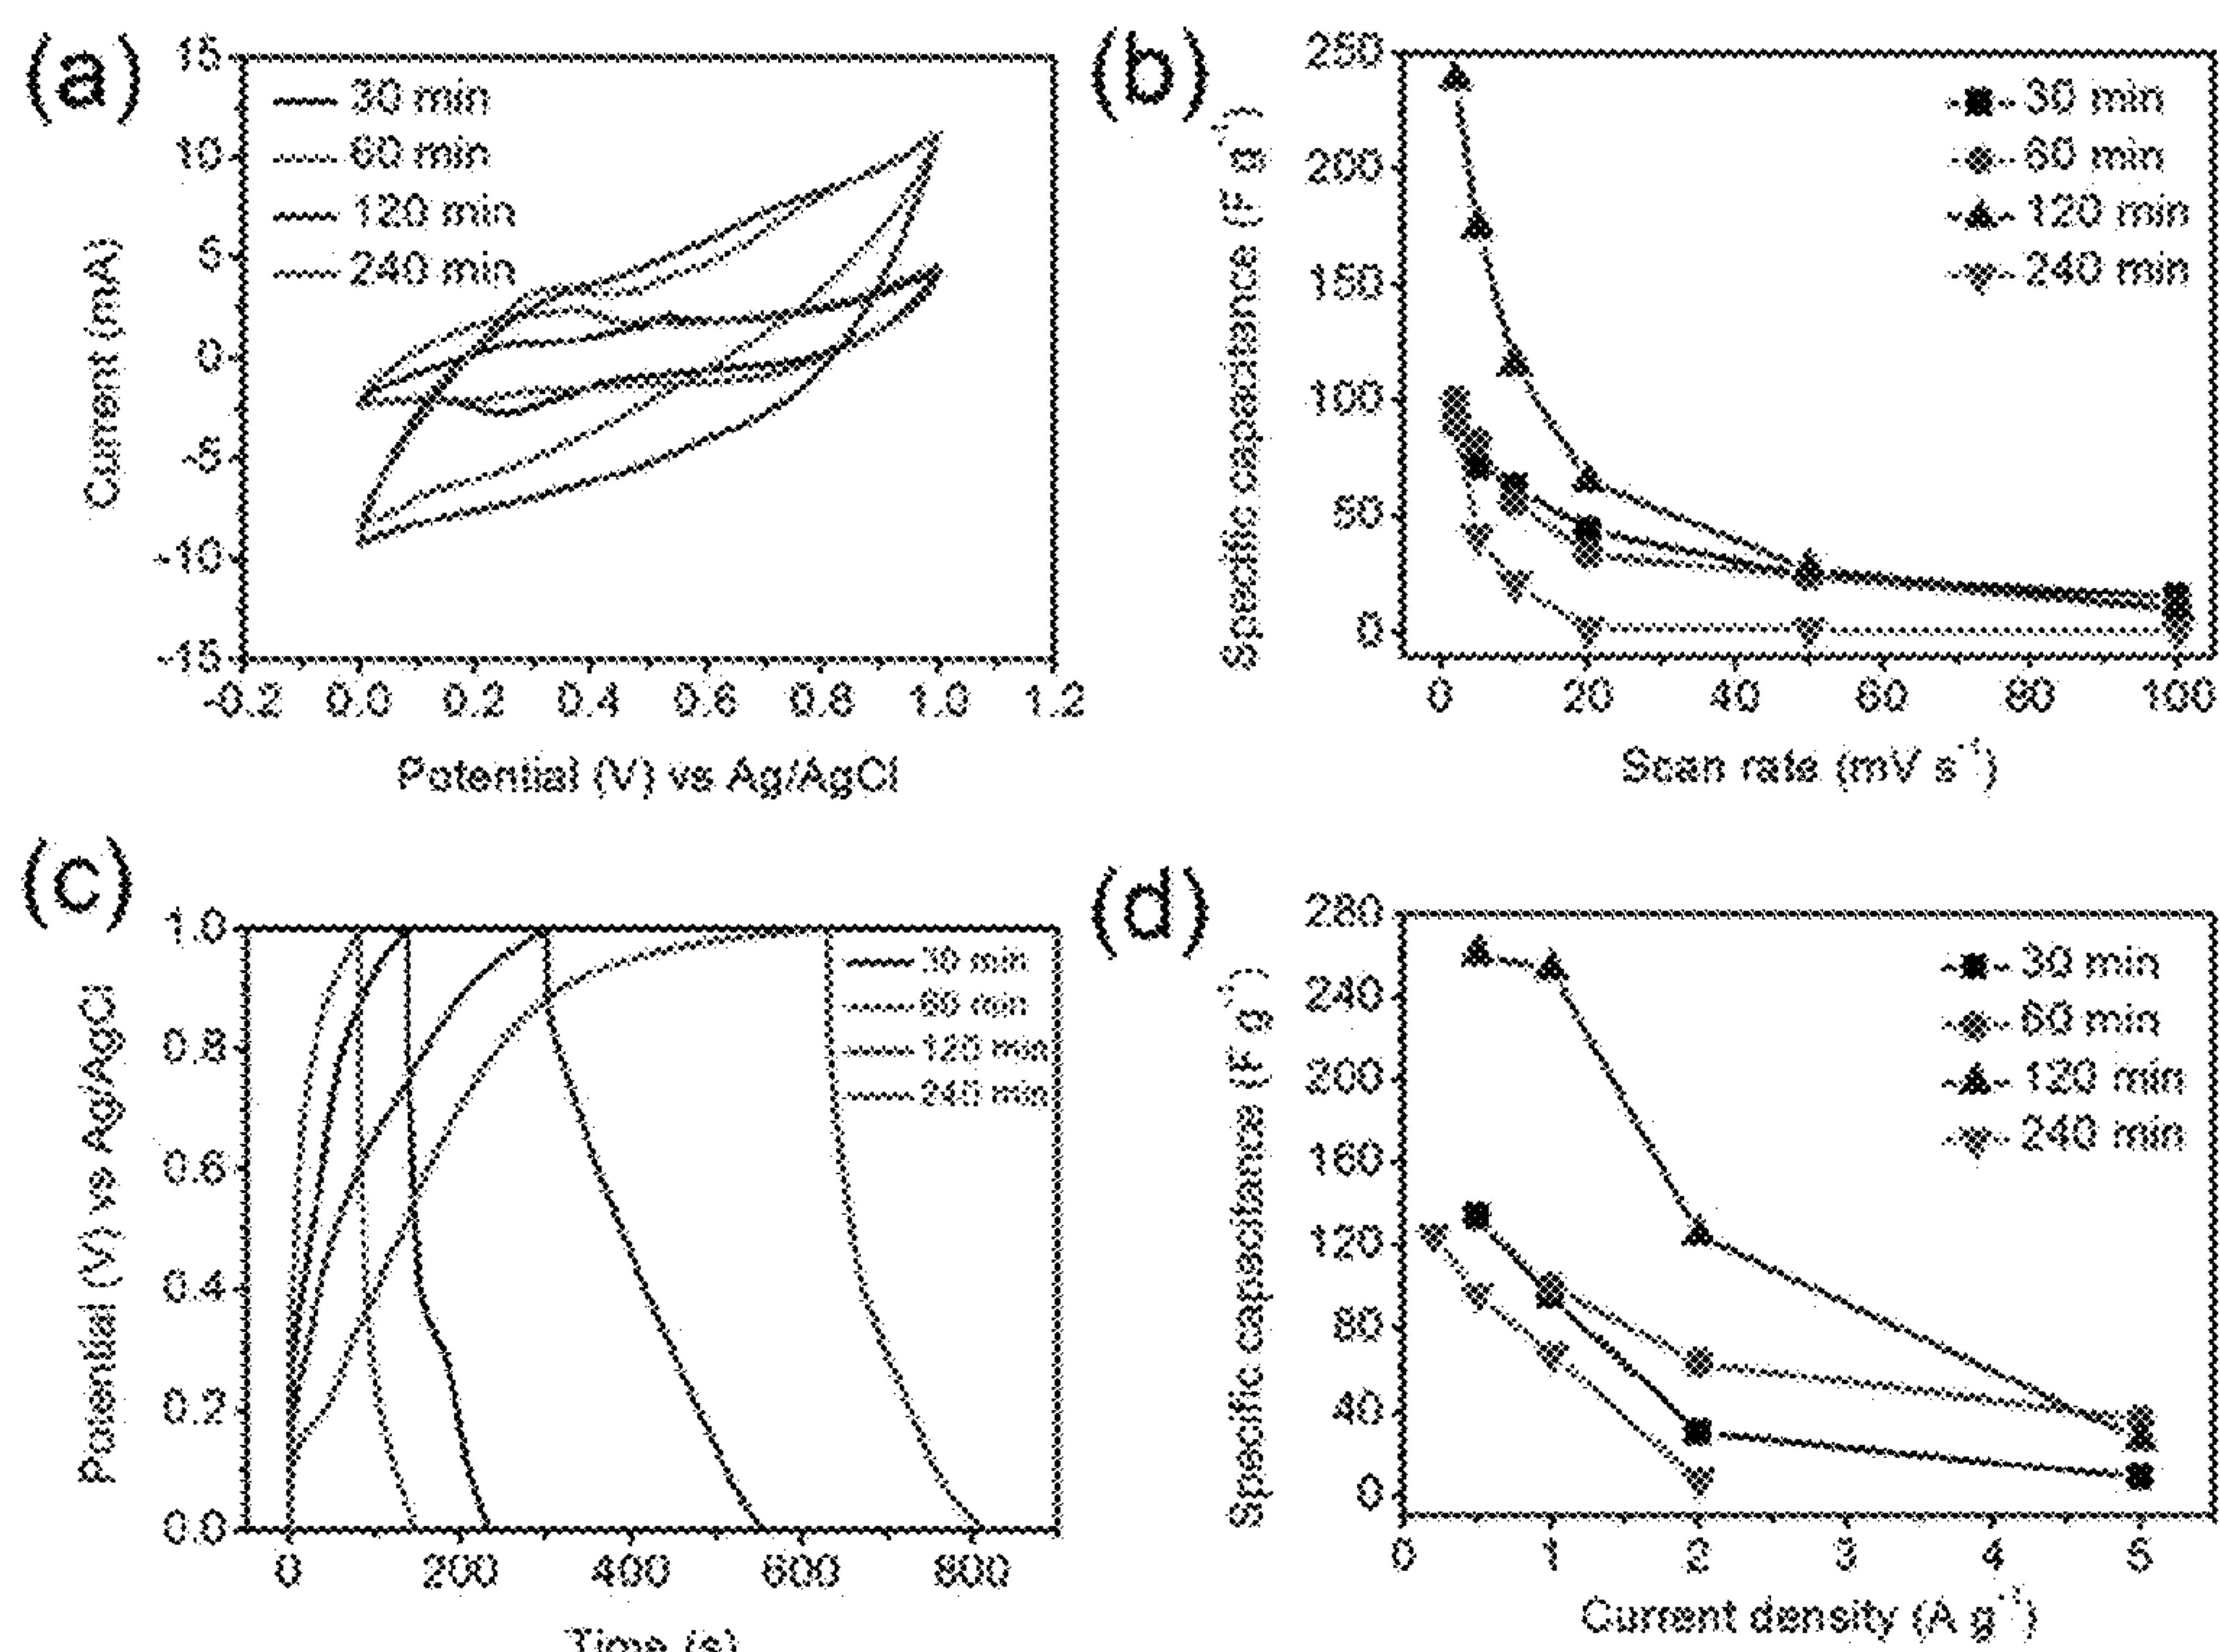 (a)
15
10
5
0
-5
-10
-15
-0.2 0.0 0.2 0.4 0.6 0.8 1.0 1.2
Current (mA)
Potential (V) vs Ag/AgCl
30 min
60 min
120 min
240 min
(b)
250
200
150
100
50
0
0 20 40 60 80 100
Specific capacitance (F g⁻¹)
Scan rate (mV s⁻¹)
30 min
60 min
120 min
240 min
(c)
1.0
0.8
0.6
0.4
0.2
0.0
0 200 400 600 800
Potential (V) vs Ag/AgCl
Time (s)
30 min
60 min
120 min
240 min
(d)
280
240
200
160
120
80
40
0
0 1 2 3 4 5
Specific capacitance (F g⁻¹)
Current density (A g⁻¹)
30 min
60 min
120 min
240 min